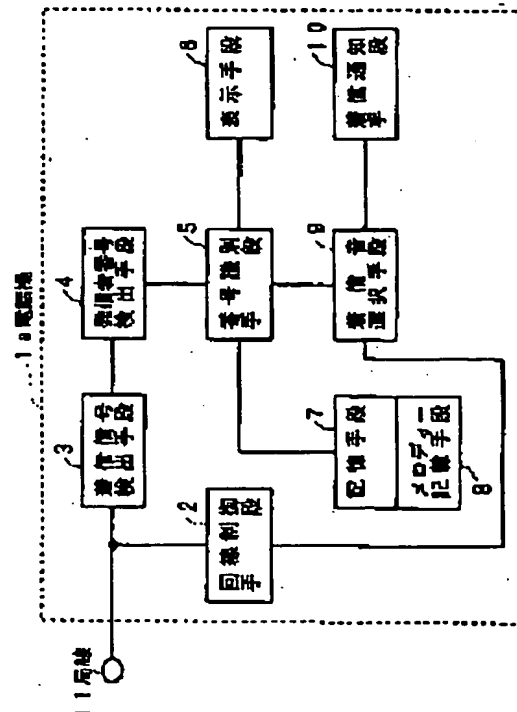 1a電話機
11局線
3
着信信号
検出手段
4
発信者番号
検出手段
2
回線制御
手段
5
番号識別
手段
6
表示手段
7
記憶手段
メロディー
記憶手段
8
9
着信音
選択手段
10
着信通知
手段